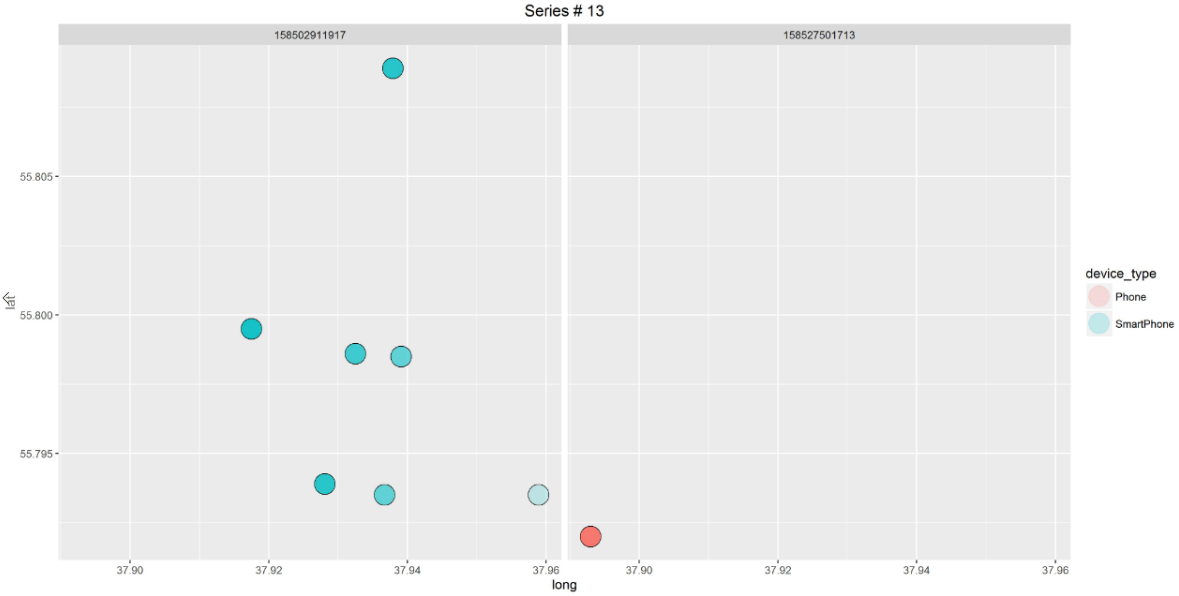 Series # 13
158502911917
158527501713
55.805
55.800
55.795
lat
37.90
37.92
37.94
37.96
37.90
37.92
37.94
37.96
long
device_type
Phone
SmartPhone